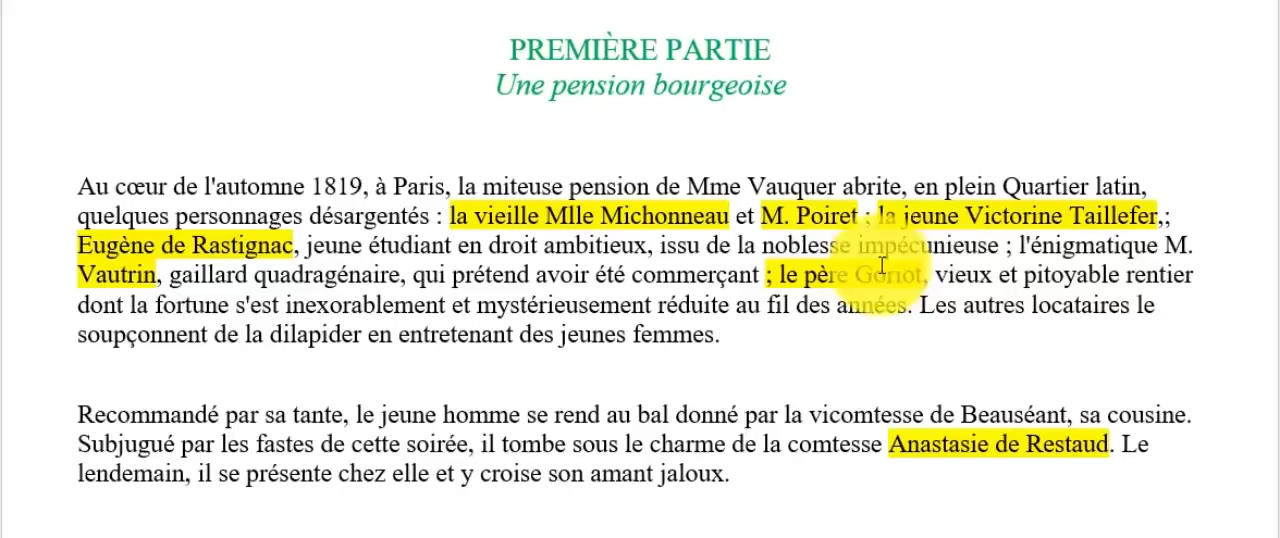 PREMIÈRE PARTIE
Une pension bourgeoise
Au cœur de l'automne 1819, à Paris, la miteuse pension de Mme Vauquer abrite, en plein Quartier latin,
quelques personnages désargentés : la vieille Mlle Michonneau et M. Poiret ; la jeune Victorine Taillefer,;
Eugène de Rastignac, jeune étudiant en droit ambitieux, issu de la noblesse impécunieuse ; l'énigmatique M.
Vautrin, gaillard quadragénaire, qui prétend avoir été commerçant ; le père Goriot, vieux et pitoyable rentier
dont la fortune s'est inexorablement et mystérieusement réduite au fil des années. Les autres locataires le
soupçonnent de la dilapider en entretenant des jeunes femmes.
Recommandé par sa tante, le jeune homme se rend au bal donné par la vicomtesse de Beauséant, sa cousine.
Subjugué par les fastes de cette soirée, il tombe sous le charme de la comtesse Anastasie de Restaud. Le
lendemain, il se présente chez elle et y croise son amant jaloux.